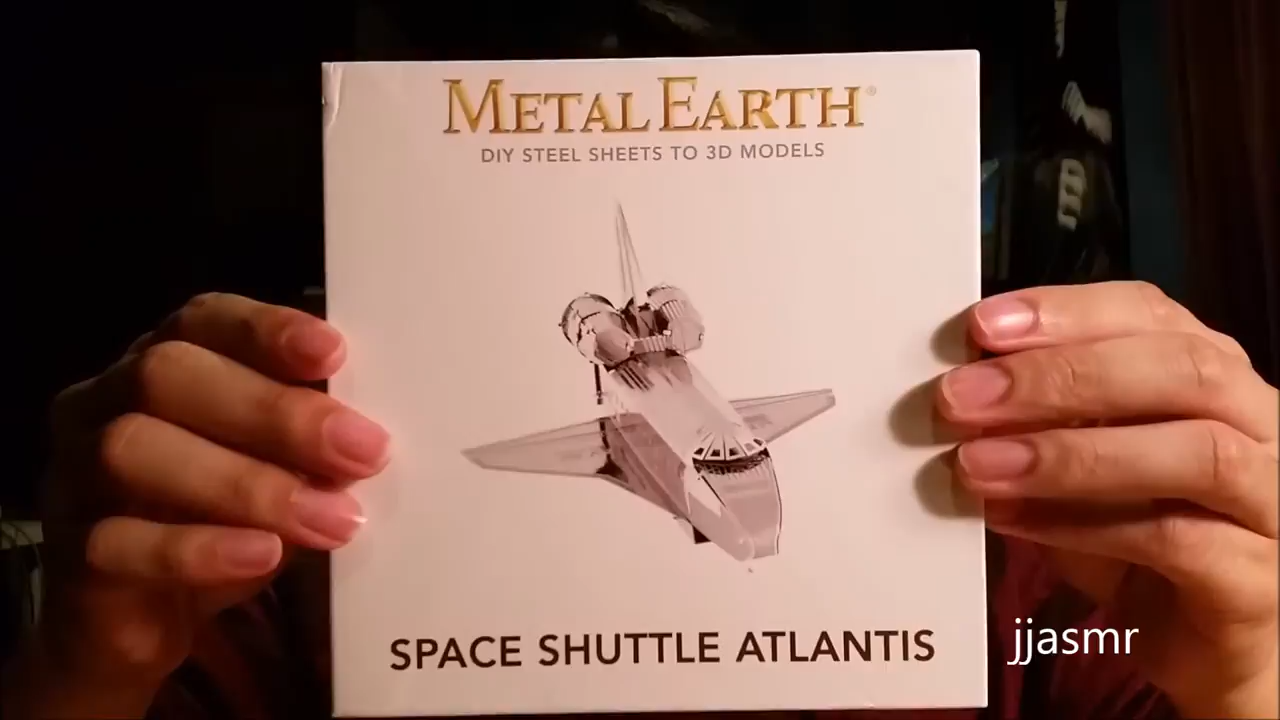 METAL EARTH®
DIY STEEL SHEETS TO 3D MODELS
SPACE SHUTTLE ATLANTIS
jjasmr